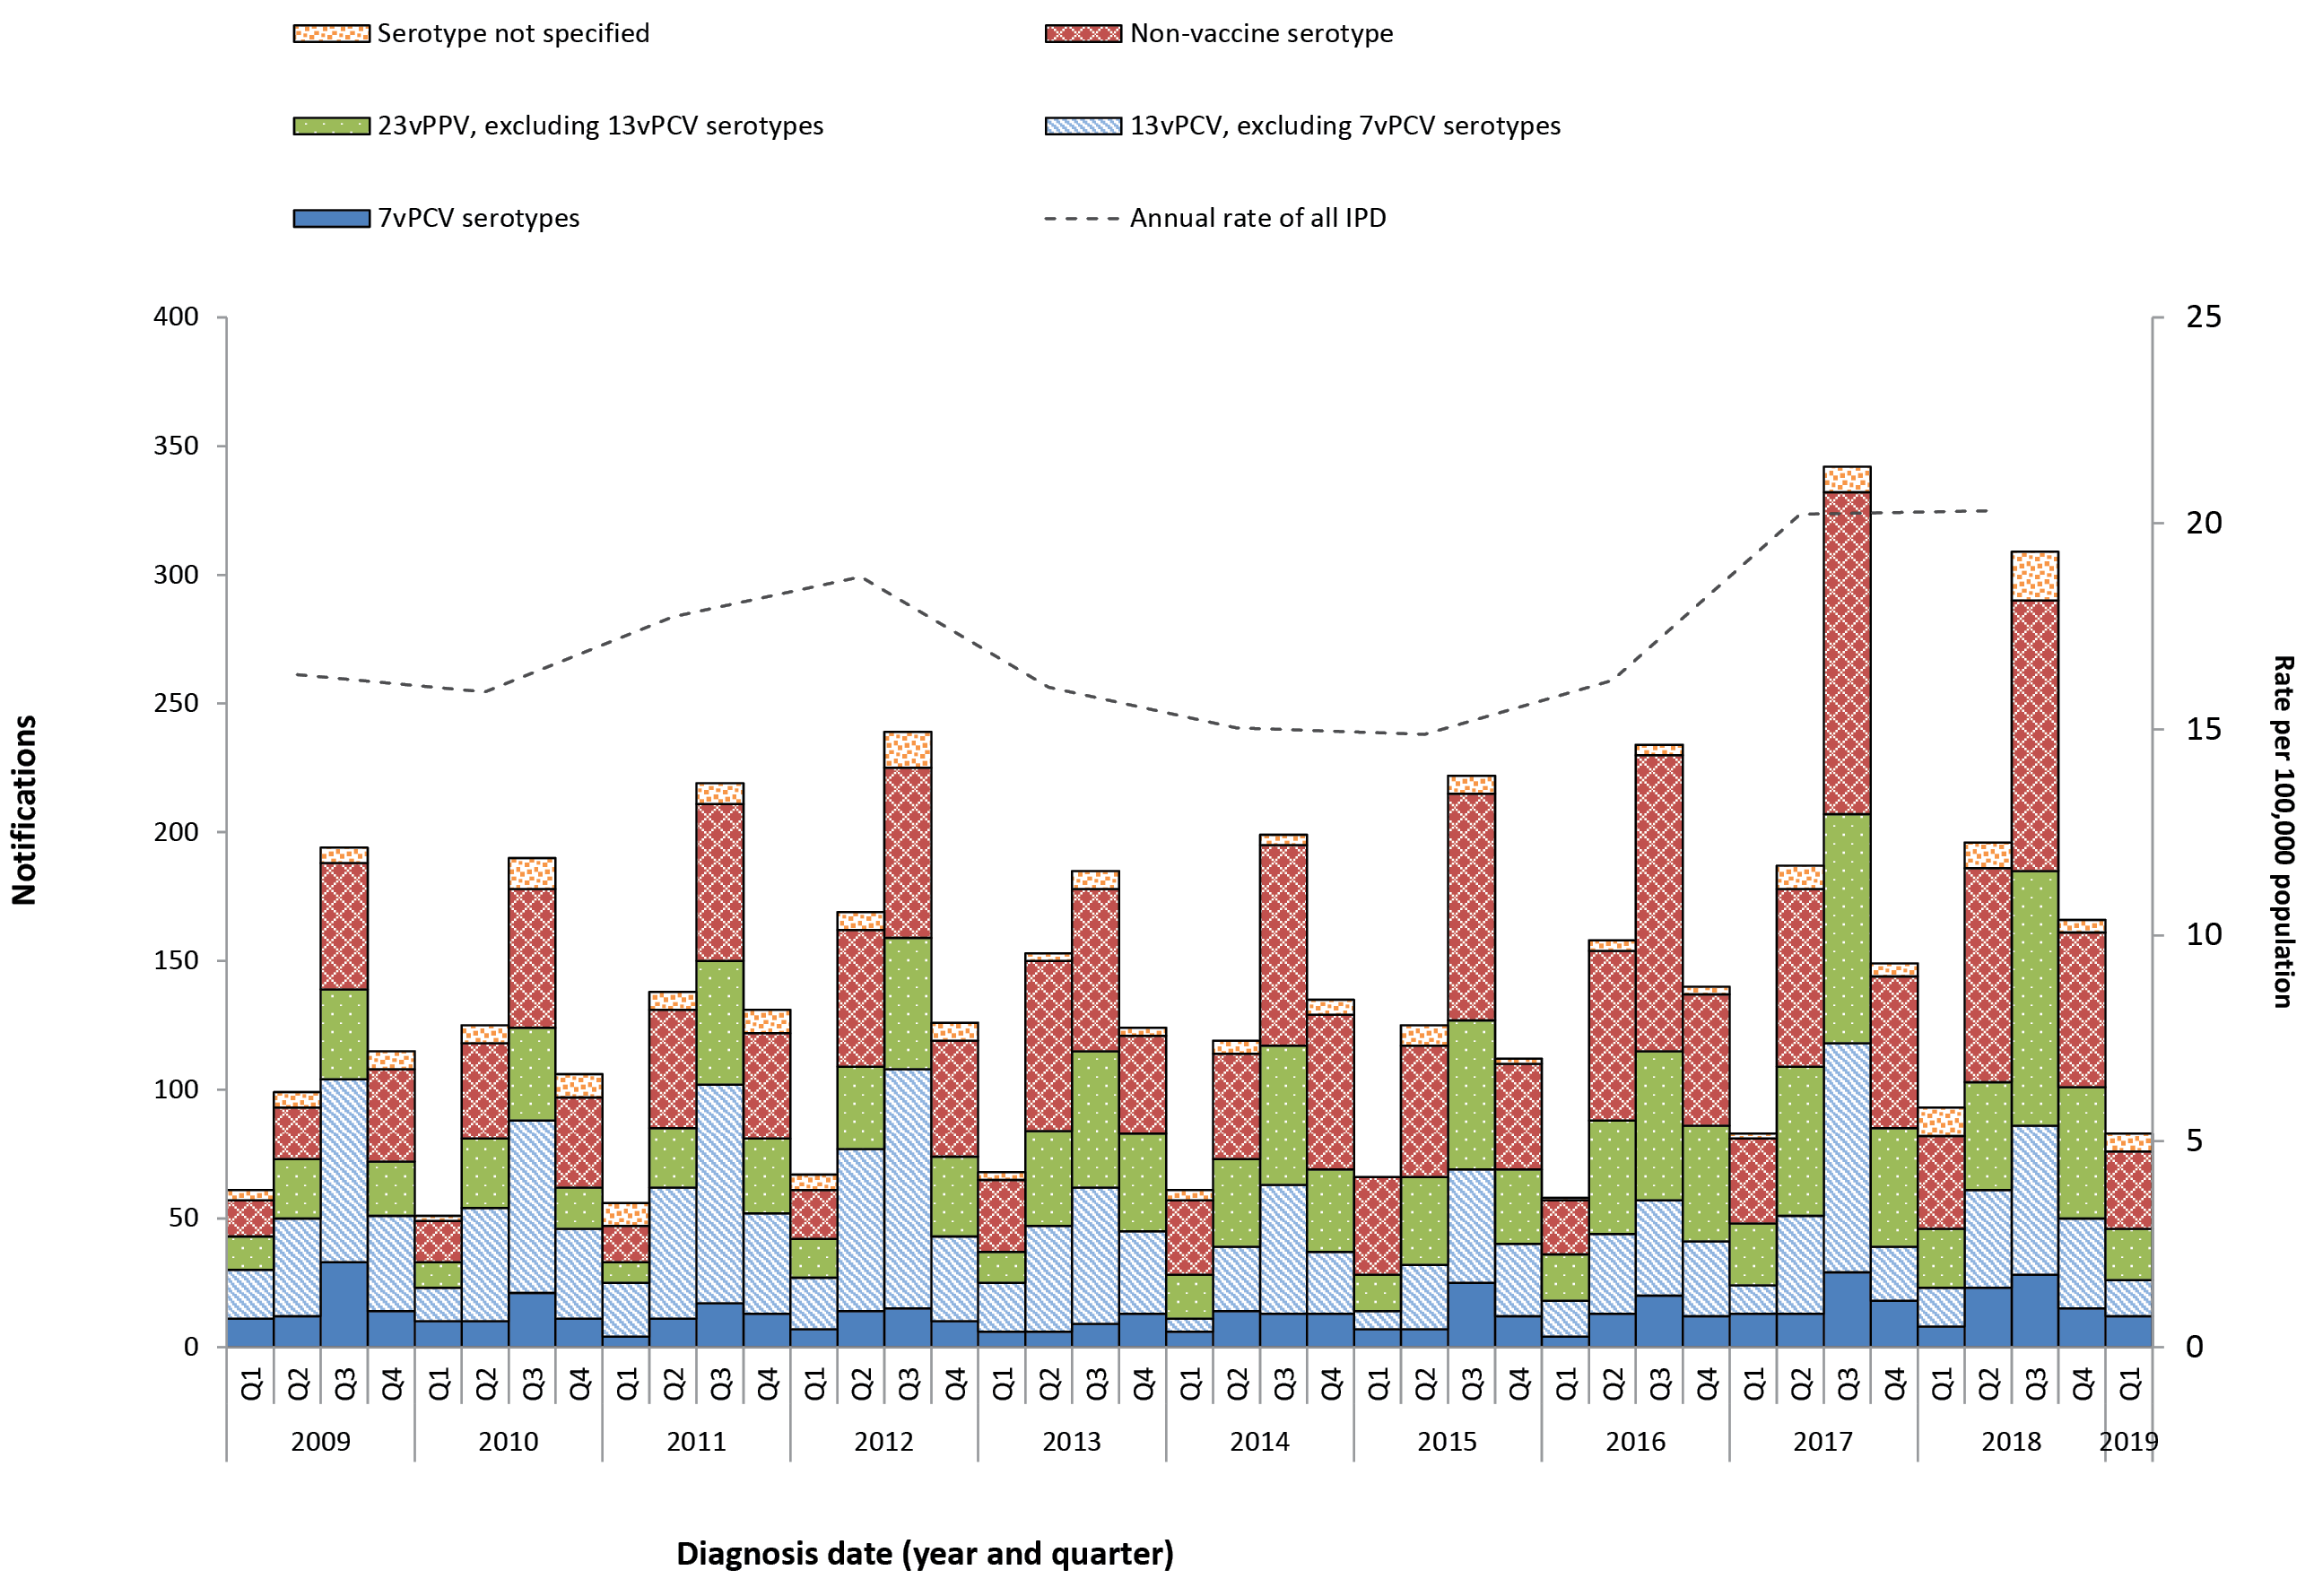 Serotype not specified
Non-vaccine serotype
23vPPV, excluding 13vPCV serotypes
13vPCV, excluding 7vPCV serotypes
7vPCV serotypes
Annual rate of all IPD
400
350
300
250
200
150
100
50
0
Notifications
25
20
15
10
5
0
Rate per 100,000 population
Q1 Q2 Q3 Q4 Q1 Q2 Q3 Q4 Q1 Q2 Q3 Q4 Q1 Q2 Q3 Q4 Q1 Q2 Q3 Q4 Q1 Q2 Q3 Q4 Q1 Q2 Q3 Q4 Q1 Q2 Q3 Q4 Q1 Q2 Q3 Q4 Q1 Q2 Q3 Q4 Q1
2009 2010 2011 2012 2013 2014 2015 2016 2017 2018 2019
Diagnosis date (year and quarter)